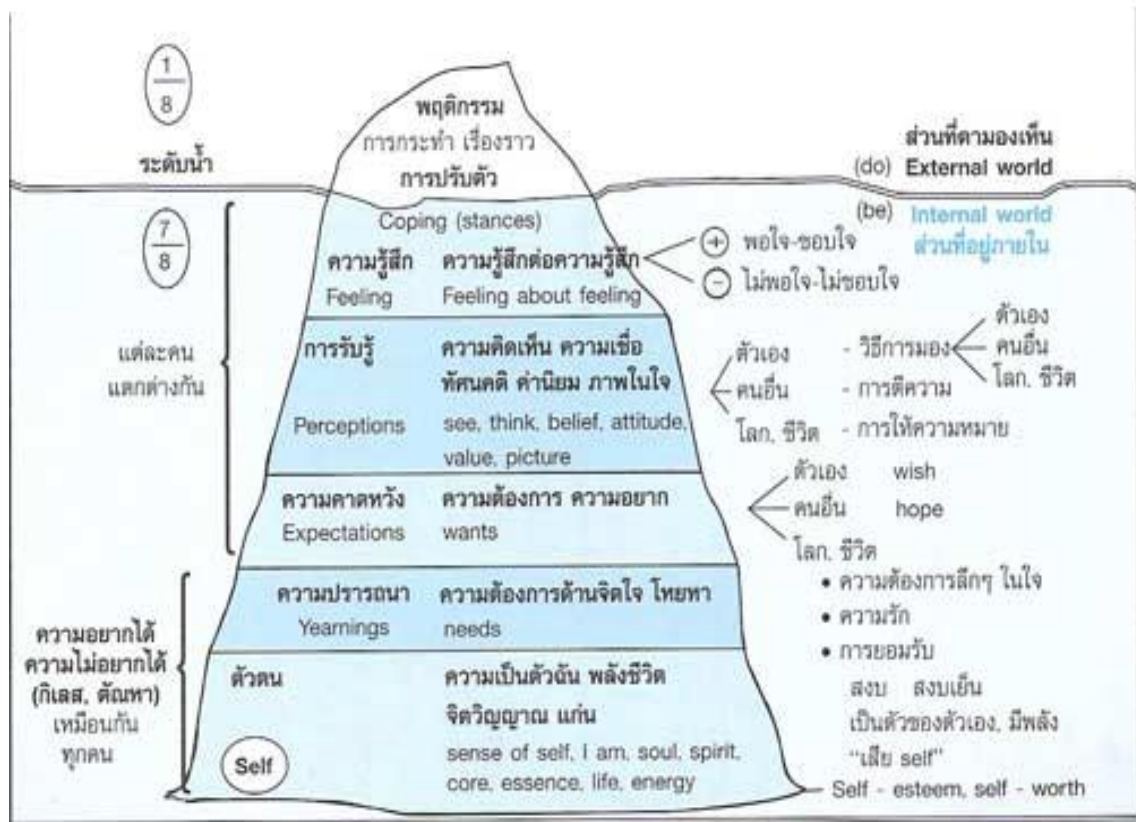 1
8
พฤติกรรม
การกระทำ เรื่องราว
การปรับตัว
ระดับน้ำ
ส่วนที่ตามองเห็น
(do) External world
7
8
Coping (stances)
(be) Internal world
ส่วนที่อยู่ภายใน
ความรู้สึก ความรู้สึกต่อความรู้สึก
Feeling Feeling about feeling
+ พอใจ-ชอบใจ
- ไม่พอใจ-ไม่ชอบใจ
แต่ละคน
แตกต่างกัน
การรับรู้ ความคิดเห็น ความเชื่อ
ทัศนคติ ค่านิยม ภาพในใจ
Perceptions see, think, belief, attitude,
value, picture
ตัวเอง - วิธีการมอง
คนอื่น - การตีความ
โลก, ชีวิต - การให้ความหมาย
ตัวเอง
คนอื่น
โลก, ชีวิต
ความคาดหวัง ความต้องการ ความอยาก
Expectations wants
ตัวเอง wish
คนอื่น hope
โลก, ชีวิต
ความปรารถนา ความต้องการด้านจิตใจ โหยหา
Yearnings needs
• ความต้องการลึกๆ ในใจ
• ความรัก
• การยอมรับ
สงบ สงบเย็น
เป็นตัวของตัวเอง, มีพลัง
"เสีย self"
ความอยากได้
ความไม่อยากได้
(กิเลส, ตัณหา)
เหมือนกัน
ทุกคน
ตัวตน ความเป็นตัวฉัน พลังชีวิต
จิตวิญญาณ แก่น
Self
sense of self, I am, soul, spirit,
core, essence, life, energy
Self - esteem, self - worth